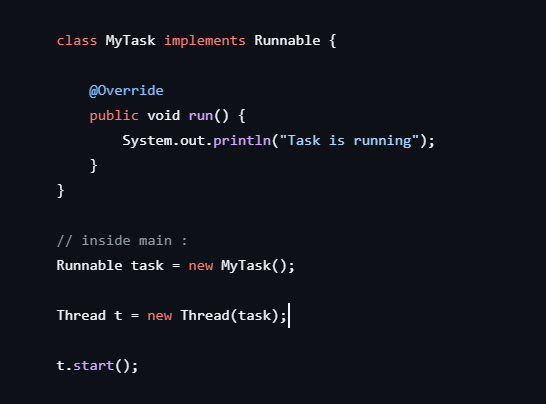 class MyTask implements Runnable {
@Override
public void run() {
System.out.println("Task is running");
}
}
// inside main :
Runnable task = new MyTask();
Thread t = new Thread(task);
t.start();